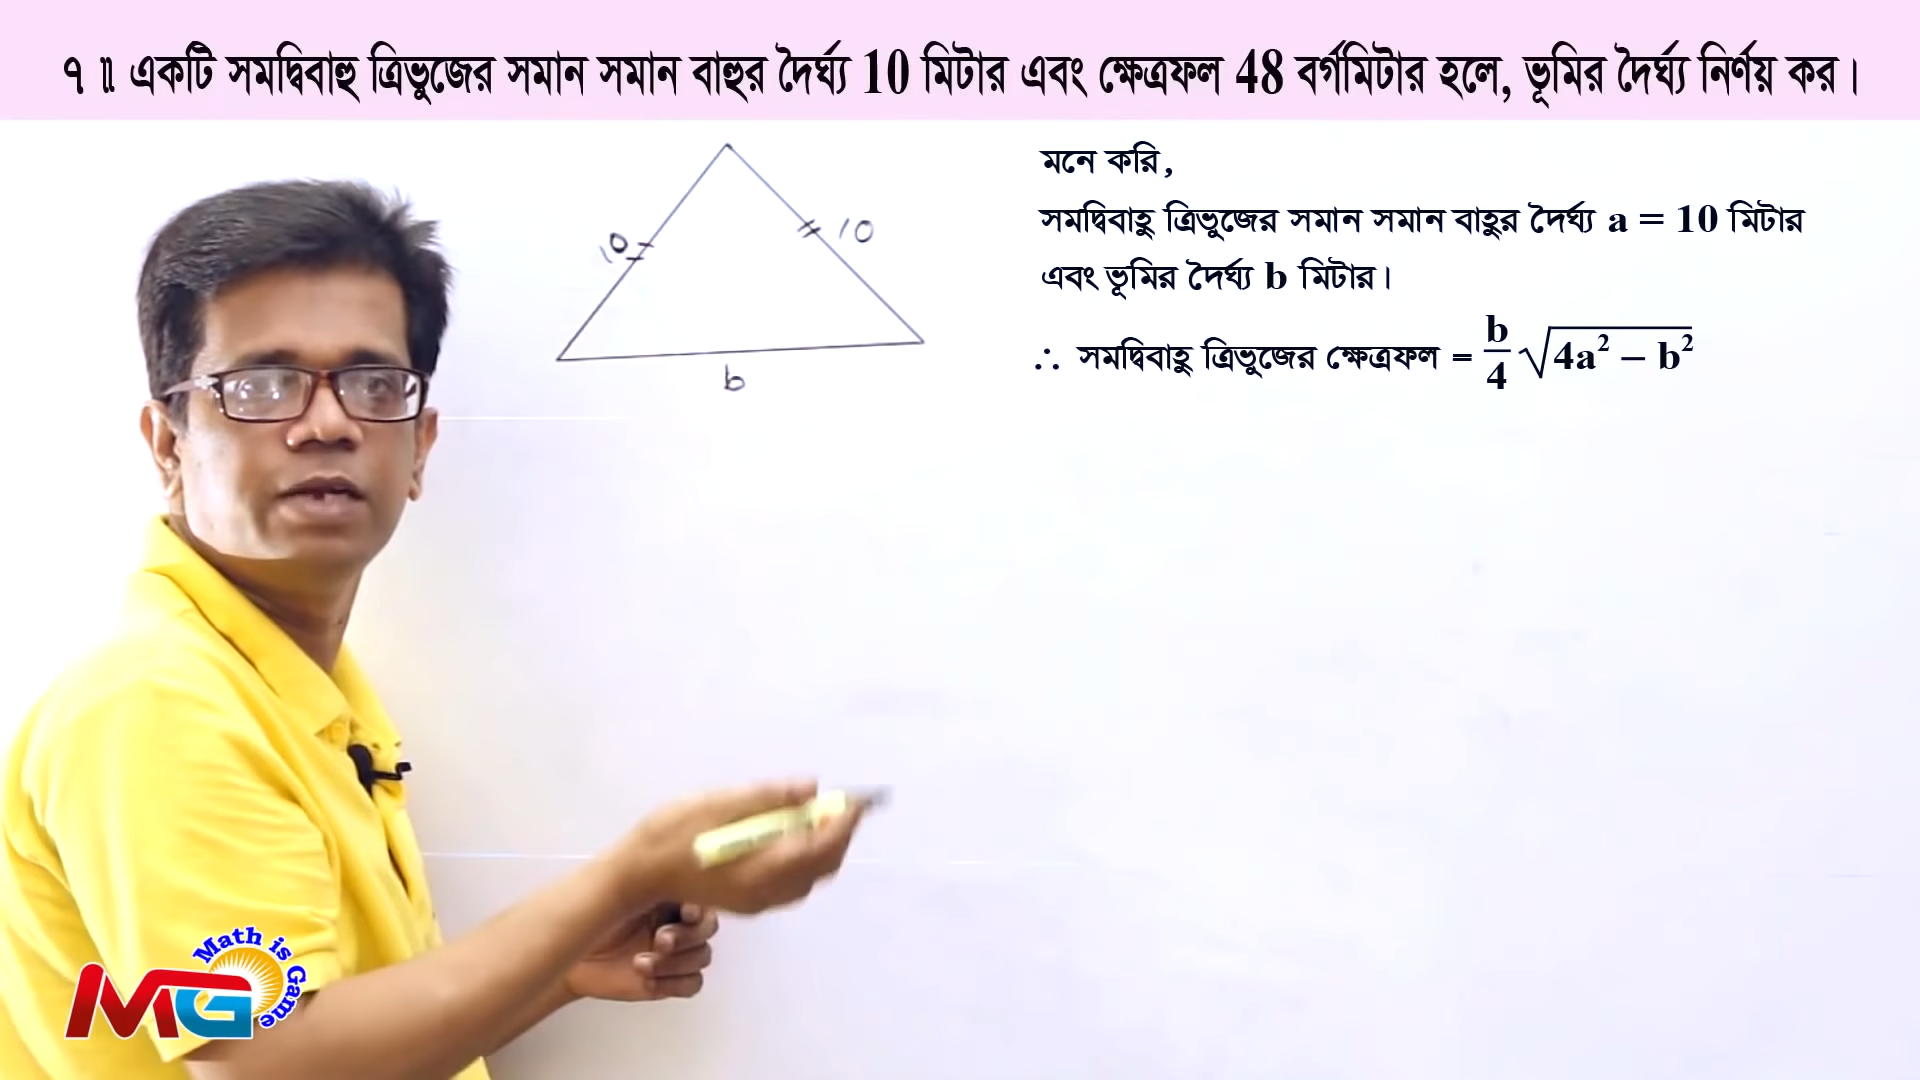 ৭ ॥ একটি সমদ্বিবাহু ত্রিভুজের সমান সমান বাহুর দৈর্ঘ্য 10 মিটার এবং ক্ষেত্রফল 48 বর্গমিটার হলে, ভূমির দৈর্ঘ্য নির্ণয় কর।
10
10
b
মনে করি,
সমদ্বিবাহু ত্রিভুজের সমান সমান বাহুর দৈর্ঘ্য a = 10 মিটার
এবং ভূমির দৈর্ঘ্য b মিটার।
∴ সমদ্বিবাহু ত্রিভুজের ক্ষেত্রফল = b/4 √(4a² – b²)
Math is Game
MG